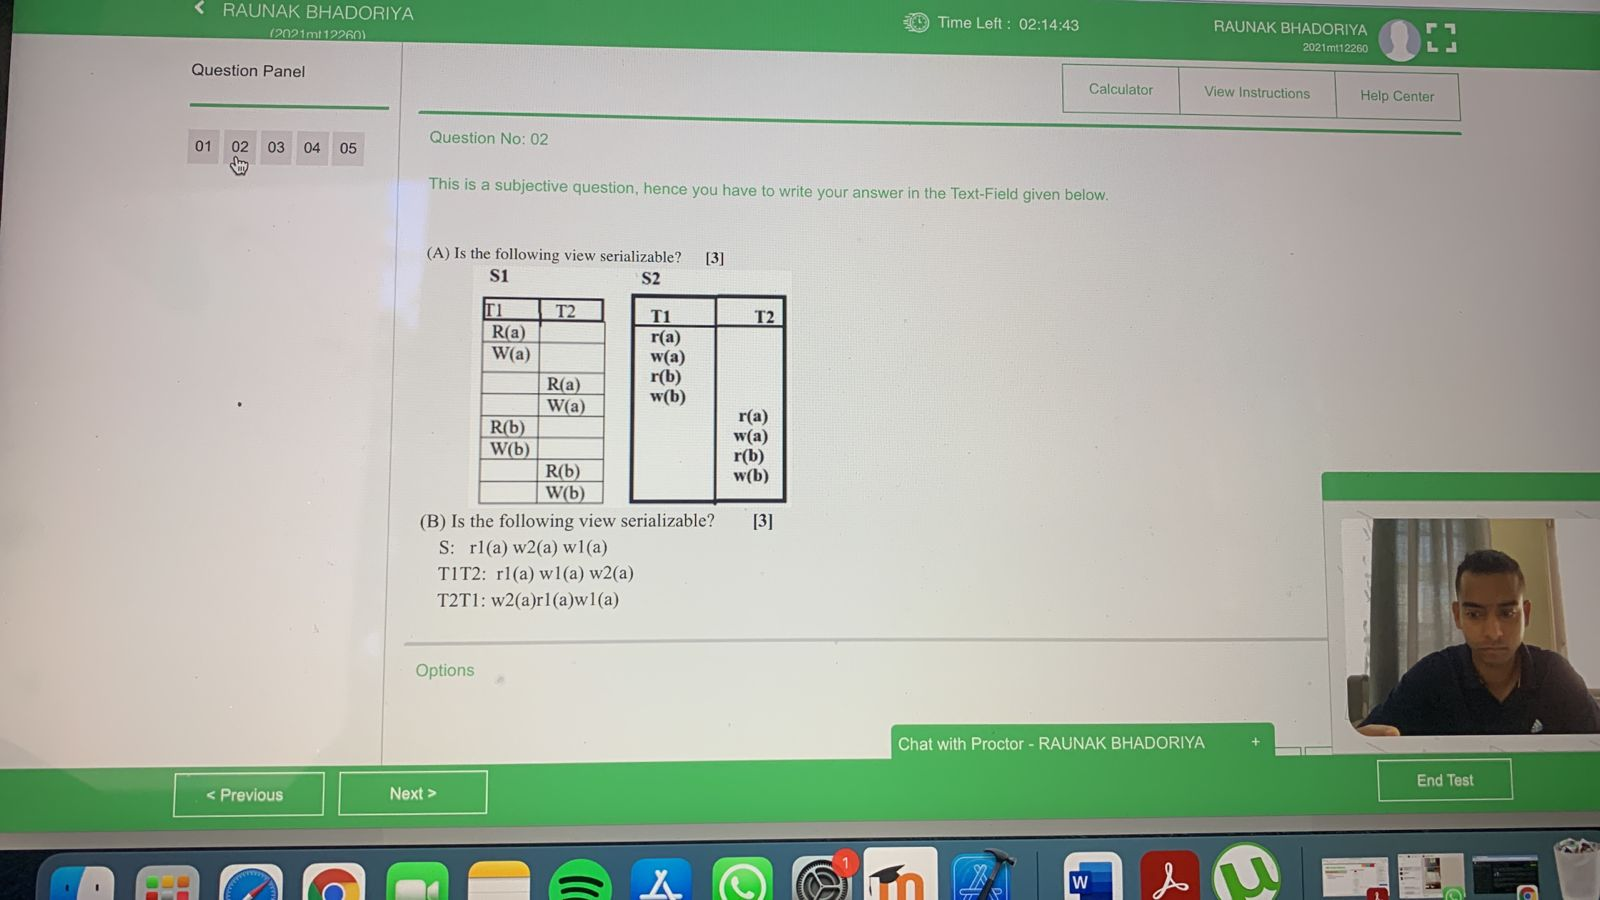 RAUNAK BHADORIYA
(2021mt12260)
Time Left : 02:14:43
RAUNAK BHADORIYA
2021mt12260
Question Panel
Calculator
View Instructions
Help Center
01 02 03 04 05
Question No: 02
This is a subjective question, hence you have to write your answer in the Text-Field given below.
(A) Is the following view serializable? [3]
S1
T1 T2
R(a)
W(a)
R(a)
W(a)
R(b)
W(b)
R(b)
W(b)
S2
T1 T2
r(a)
w(a)
r(b)
w(b)
r(a)
w(a)
r(b)
w(b)
(B) Is the following view serializable? [3]
S: r1(a) w2(a) w1(a)
T1T2: r1(a) w1(a) w2(a)
T2T1: w2(a)r1(a)w1(a)
Options
Chat with Proctor - RAUNAK BHADORIYA +
< Previous
Next >
End Test
1
W